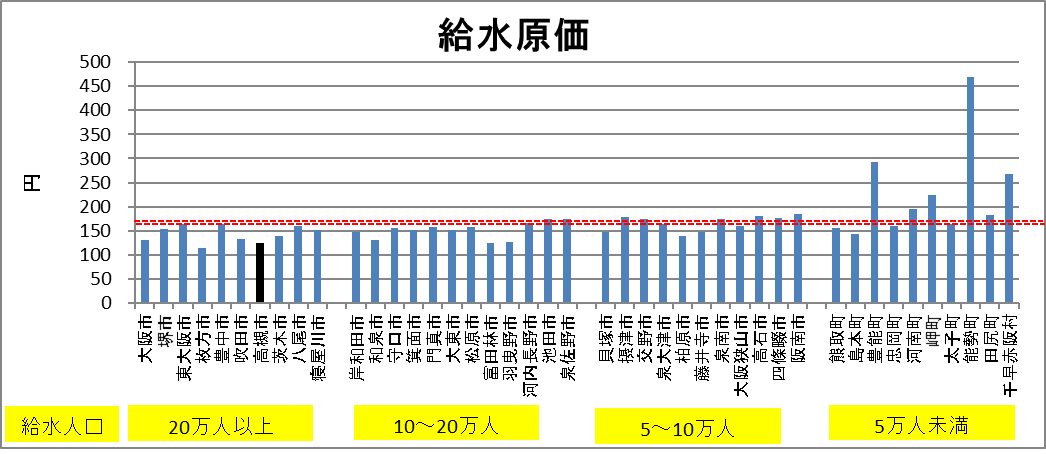 給水原価
円
500
450
400
350
300
250
200
150
100
50
0
大阪市
堺市
東大阪市
枚方市
豊中市
吹田市
高槻市
茨木市
八尾市
寝屋川市
岸和田市
和泉市
守口市
箕面市
門真市
大東市
松原市
富田林市
羽曳野市
河内長野市
池田市
泉佐野市
貝塚市
摂津市
交野市
泉大津市
柏原市
藤井寺市
泉南市
大阪狭山市
高石市
四條畷市
阪南市
熊取町
島本町
豊能町
忠岡町
河南町
岬町
太子町
能勢町
田尻町
千早赤阪村
給水人口
20万人以上
10～20万人
5～10万人
5万人未満